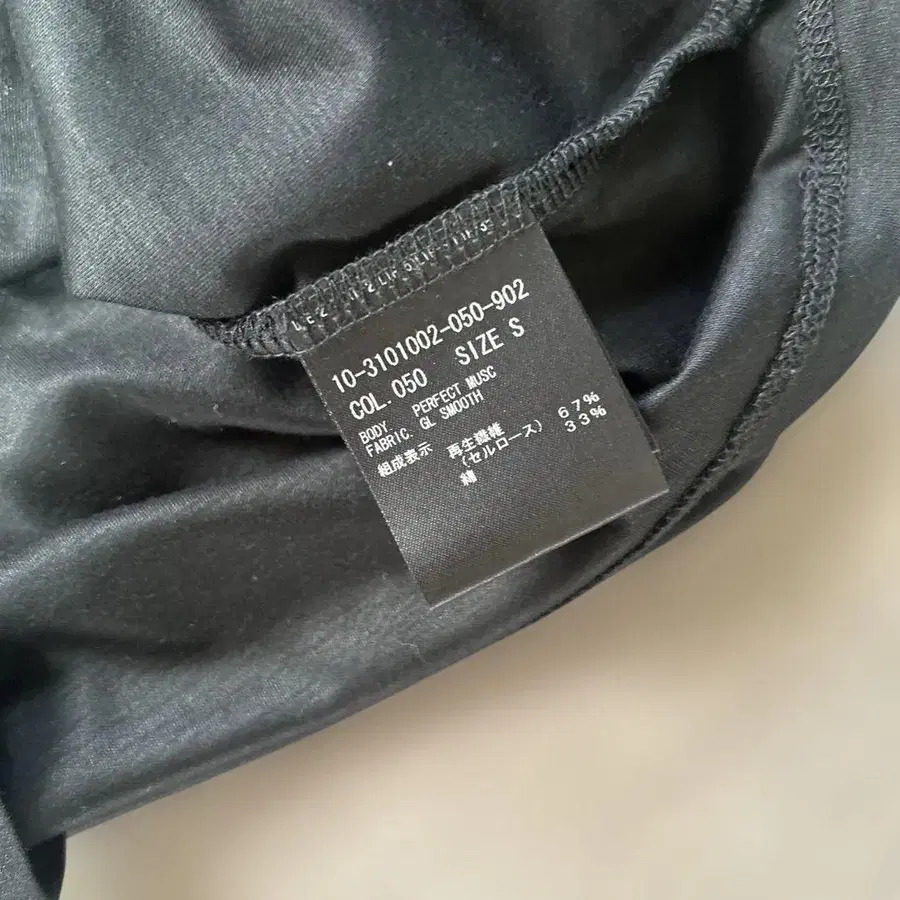 10-3101002-050-902
COL.050 SIZE S
BODY. PERFECT MUSC
FABRIC. GL SMOOTH
組成表示 再生繊維 67%
(セルロース) 33%
綿